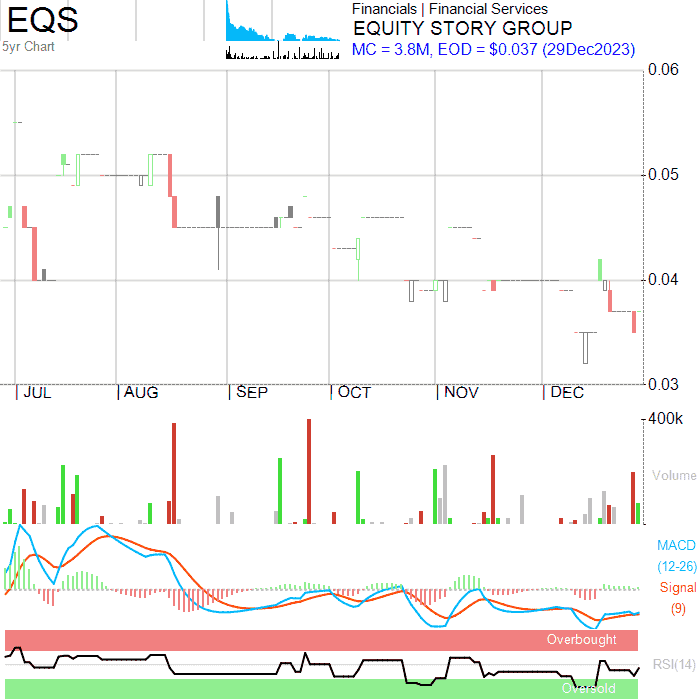 EQS
5yr Chart
Financials | Financial Services
EQUITY STORY GROUP
MC = 3.8M, EOD = $0.037 (29Dec2023)
0.06
0.05
0.04
0.03
JUL AUG SEP OCT NOV DEC
400k
Volume
MACD
(12-26)
Signal
(9)
Overbought
RSI(14)
Oversold